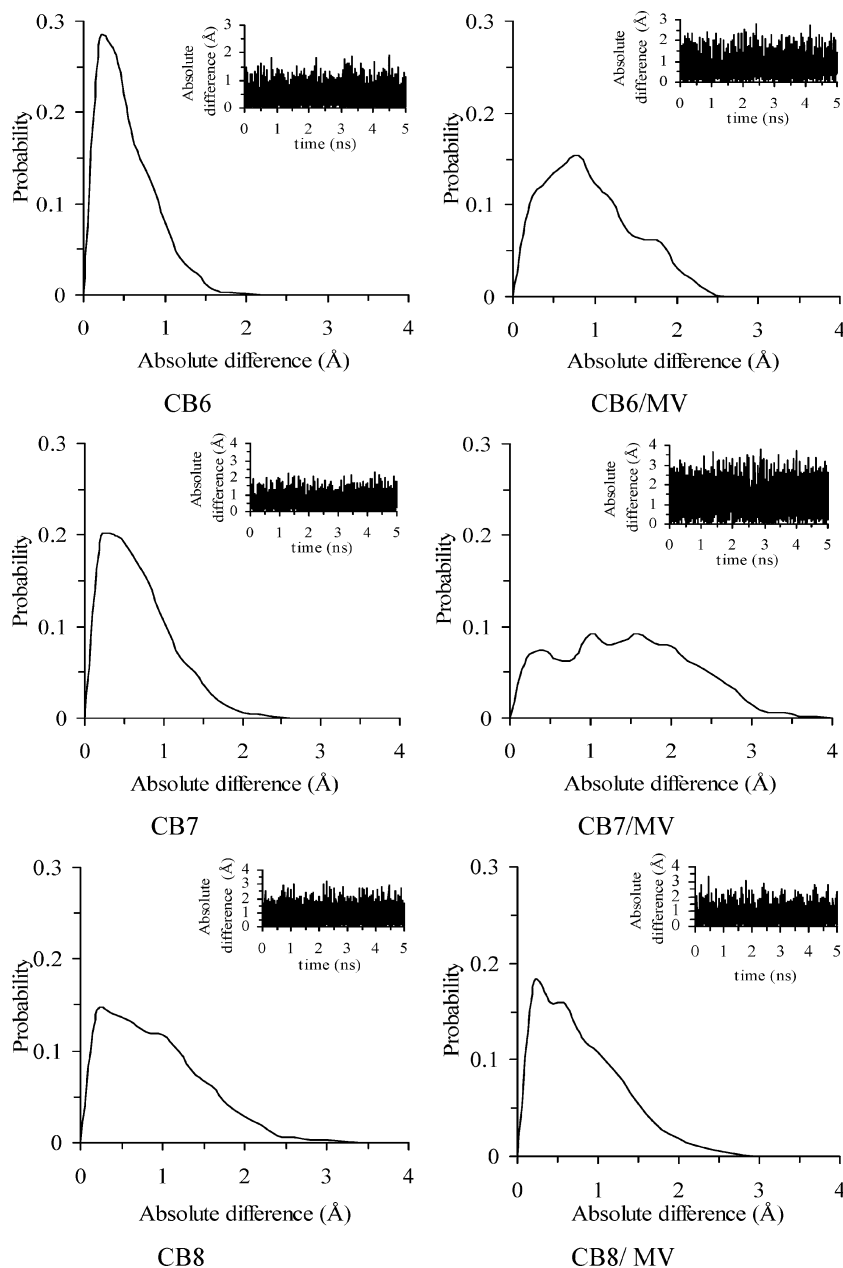 0.3
0.2
0.1
0
Probability
0 1 2 3 4
Absolute difference (Å)
Absolute
difference (Å)
3
2
1
0
0 1 2 3 4 5
time (ns)
CB6
0.3
0.2
0.1
0
Probability
0 1 2 3 4
Absolute difference (Å)
Absolute
difference (Å)
3
2
1
0
0 1 2 3 4 5
time (ns)
CB6/MV
0.3
0.2
0.1
0
Probability
0 1 2 3 4
Absolute difference (Å)
Absolute
difference (Å)
4
3
2
1
0
0 1 2 3 4 5
time (ns)
CB7
0.3
0.2
0.1
0
Probability
0 1 2 3 4
Absolute difference (Å)
Absolute
difference (Å)
4
3
2
1
0
0 1 2 3 4 5
time (ns)
CB7/MV
0.3
0.2
0.1
0
Probability
0 1 2 3 4
Absolute difference (Å)
Absolute
difference (Å)
4
3
2
1
0
0 1 2 3 4 5
time (ns)
CB8
0.3
0.2
0.1
0
Probability
0 1 2 3 4
Absolute difference (Å)
Absolute
difference (Å)
4
3
2
1
0
0 1 2 3 4 5
time (ns)
CB8/ MV